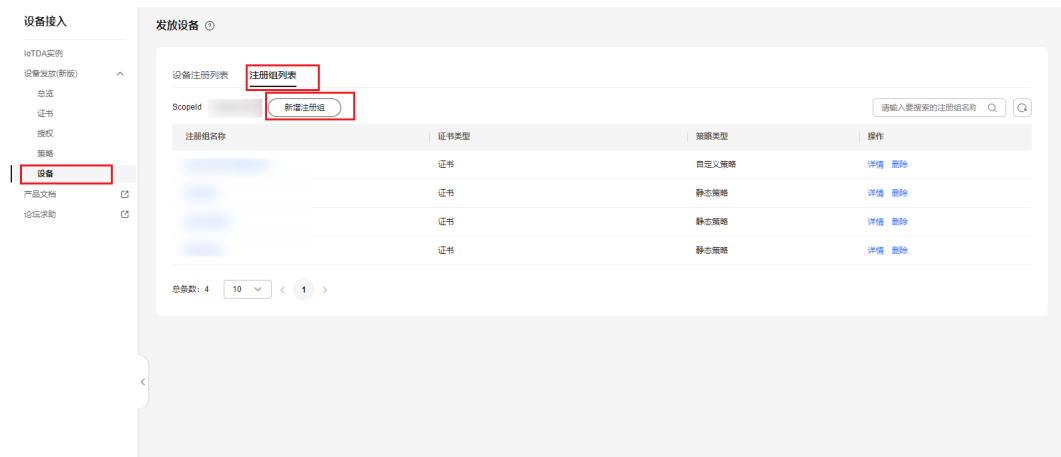 设备接入
IoTDA实例
设备发放(新版)
总览
证书
授权
策略
设备
产品文档
论坛求助
发放设备
设备注册列表 注册组列表
ScopeId 新增注册组 请输入要搜索的注册组名称
注册组名称 证书类型 策略类型 操作
证书 自定义策略 详情 删除
证书 静态策略 详情 删除
证书 静态策略 详情 删除
证书 静态策略 详情 删除
总条数: 4 10 1